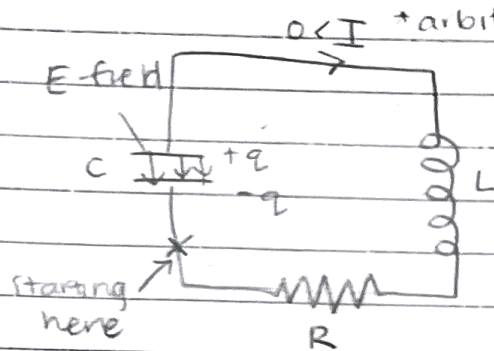 0 < I *arbit
E-field
C
+q
-q
L
starting
here
R